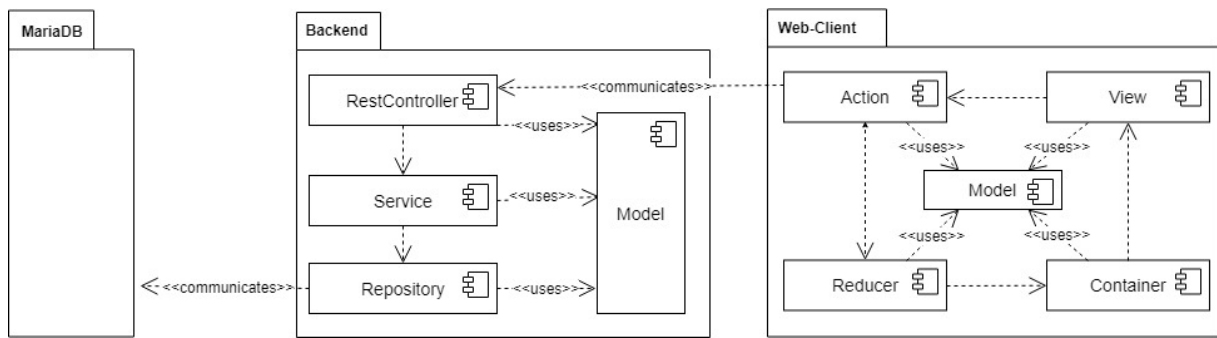 MariaDB
Backend
Web-Client
RestController
<<communicates>>
Action
View
<<uses>>
<<uses>>
<<uses>>
Service
<<uses>>
Model
Model
<<uses>>
<<uses>>
<<communicates>>
Repository
<<uses>>
Reducer
Container